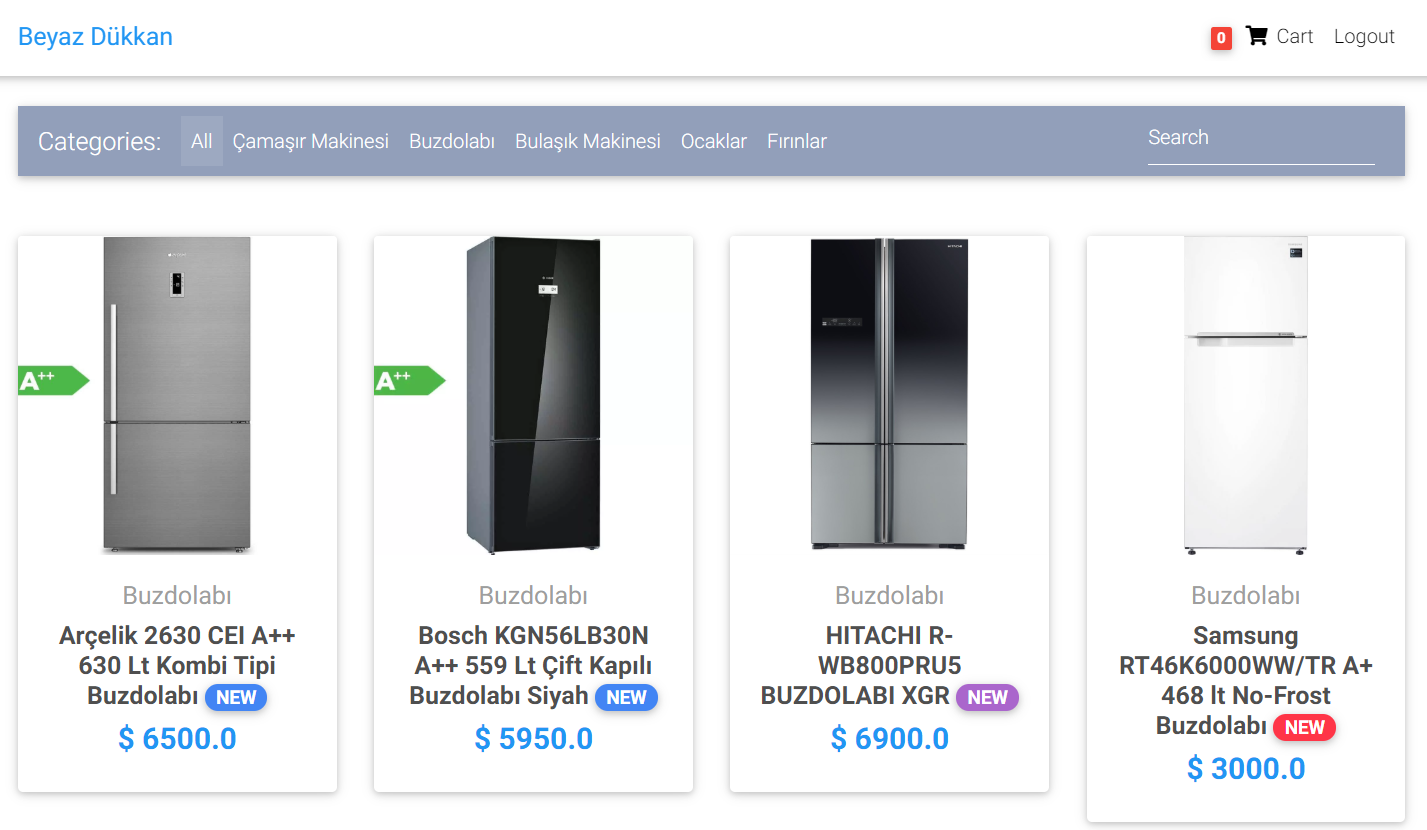 Beyaz Dükkan
0 Cart Logout
Categories: All Çamaşır Makinesi Buzdolabı Bulaşık Makinesi Ocaklar Fırınlar Search
A++
A++
HITACHI
Buzdolabı
Arçelik 2630 CEI A++
630 Lt Kombi Tipi
Buzdolabı NEW
$ 6500.0
Buzdolabı
Bosch KGN56LB30N
A++ 559 Lt Çift Kapılı
Buzdolabı Siyah NEW
$ 5950.0
Buzdolabı
HITACHI R-
WB800PRU5
BUZDOLABI XGR NEW
$ 6900.0
Buzdolabı
Samsung
RT46K6000WW/TR A+
468 lt No-Frost
Buzdolabı NEW
$ 3000.0